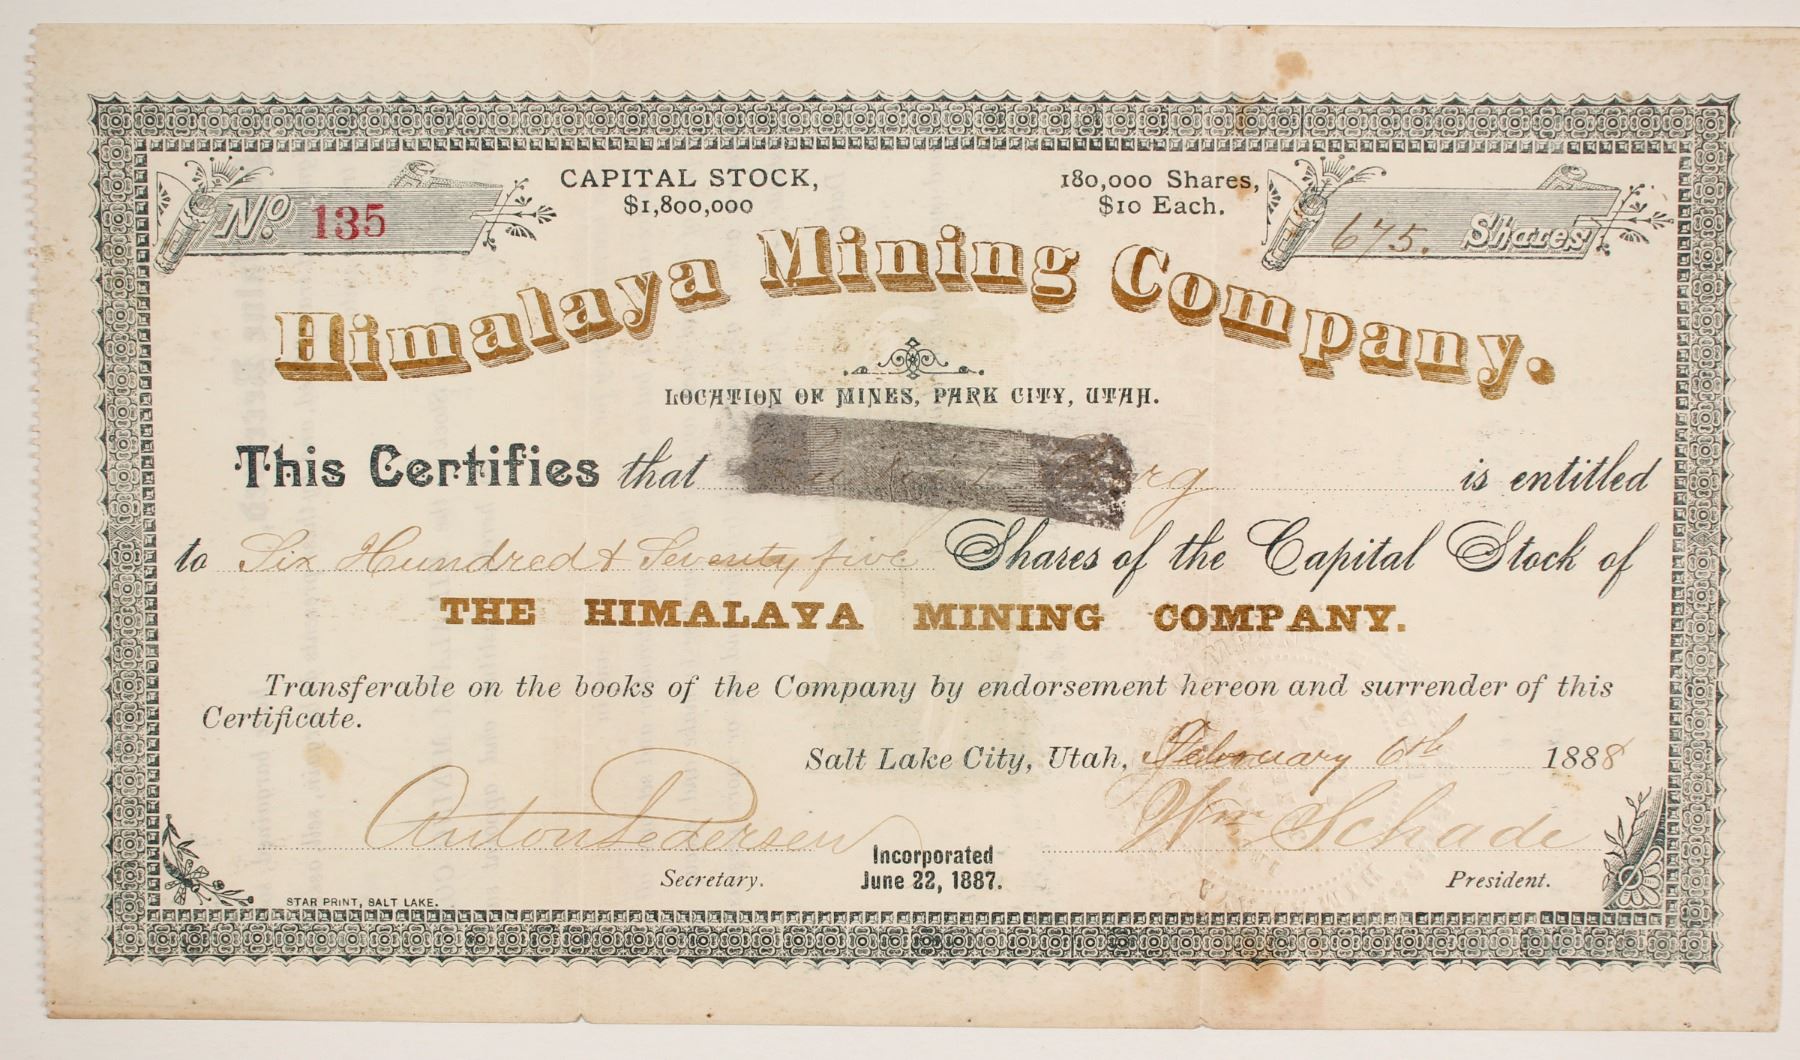 CAPITAL STOCK,
$1,800,000
180,000 Shares,
$10 Each.
No. 135
675. Shares
Himalaya Mining Company.
LOCATION OF MINES, PARK CITY, UTAH.
This Certifies that is entitled
to Six Hundred & Seventy five Shares of the Capital Stock of
THE HIMALAYA MINING COMPANY.
Transferable on the books of the Company by endorsement hereon and surrender of this
Certificate.
Salt Lake City, Utah, February 6th 1888
Anton Pedersen
Wm. Schade
Secretary.
Incorporated
June 22, 1887.
President.
STAR PRINT, SALT LAKE.